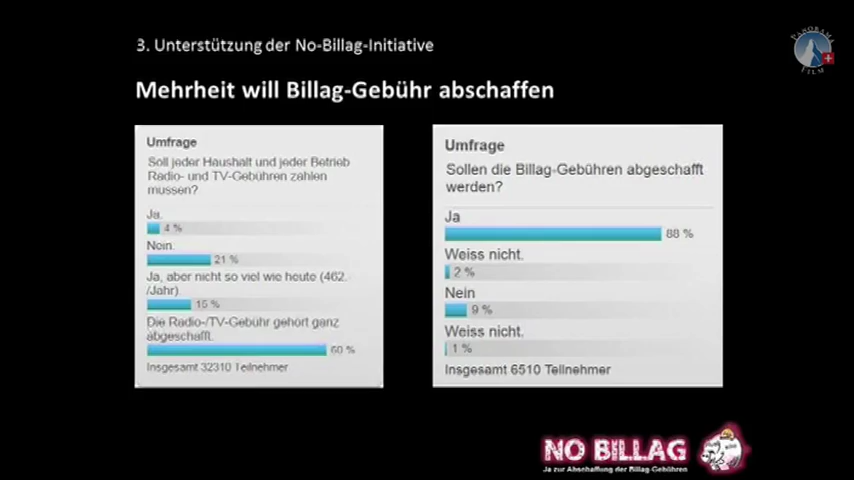 3. Unterstützung der No-Billag-Initiative
PANORAMA
FILM
Mehrheit will Billag-Gebühr abschaffen
Umfrage
Soll jeder Haushalt und jeder Betrieb
Radio- und TV-Gebühren zahlen
mussen?
Ja.
4 %
Nein.
21 %
Ja, aber nicht so viel wie heute (462.
/Jahr).
15 %
Die Radio-/TV-Gebühr gehört ganz
abgeschafft.
60 %
Insgesamt 32310 Teilnehmer
Umfrage
Sollen die Billag-Gebühren abgeschafft
werden?
Ja
88 %
Weiss nicht.
2 %
Nein
9 %
Weiss nicht.
1 %
Insgesamt 6510 Teilnehmer
NO BILLAG
Ja zur Abschaffung der Billag-Gebühren